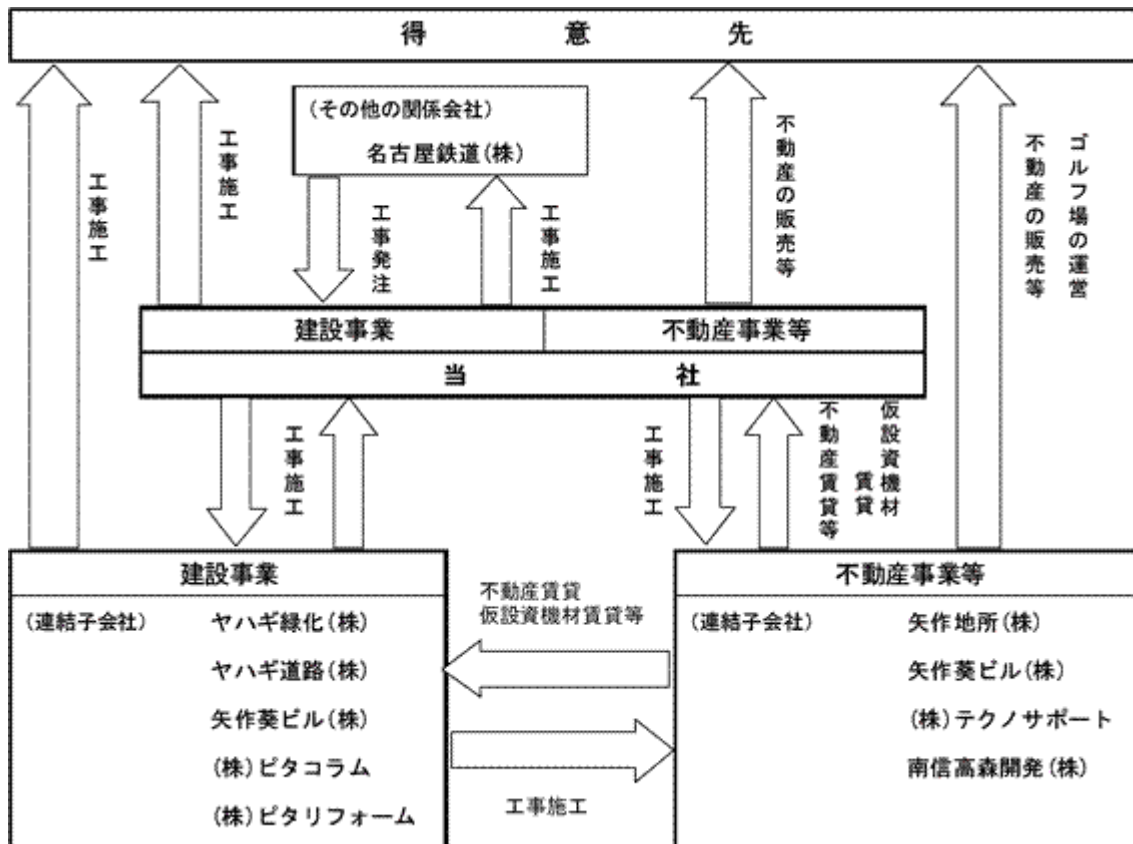 得意先
(その他の関係会社)
名古屋鉄道(株)
工事施工
工事施工
工事発注
工事施工
不動産の販売等
ゴルフ場の運営
不動産の販売等
建設事業
不動産事業等
当社
工事施工
工事施工
仮設資機材
賃貸
不動産賃貸等
建設事業
(連結子会社)
ヤハギ緑化(株)
ヤハギ道路(株)
矢作葵ビル(株)
(株)ピタコラム
(株)ピタリフォーム
不動産賃貸
仮設資機材賃貸等
工事施工
不動産事業等
(連結子会社)
矢作地所(株)
矢作葵ビル(株)
(株)テクノサポート
南信高森開発(株)